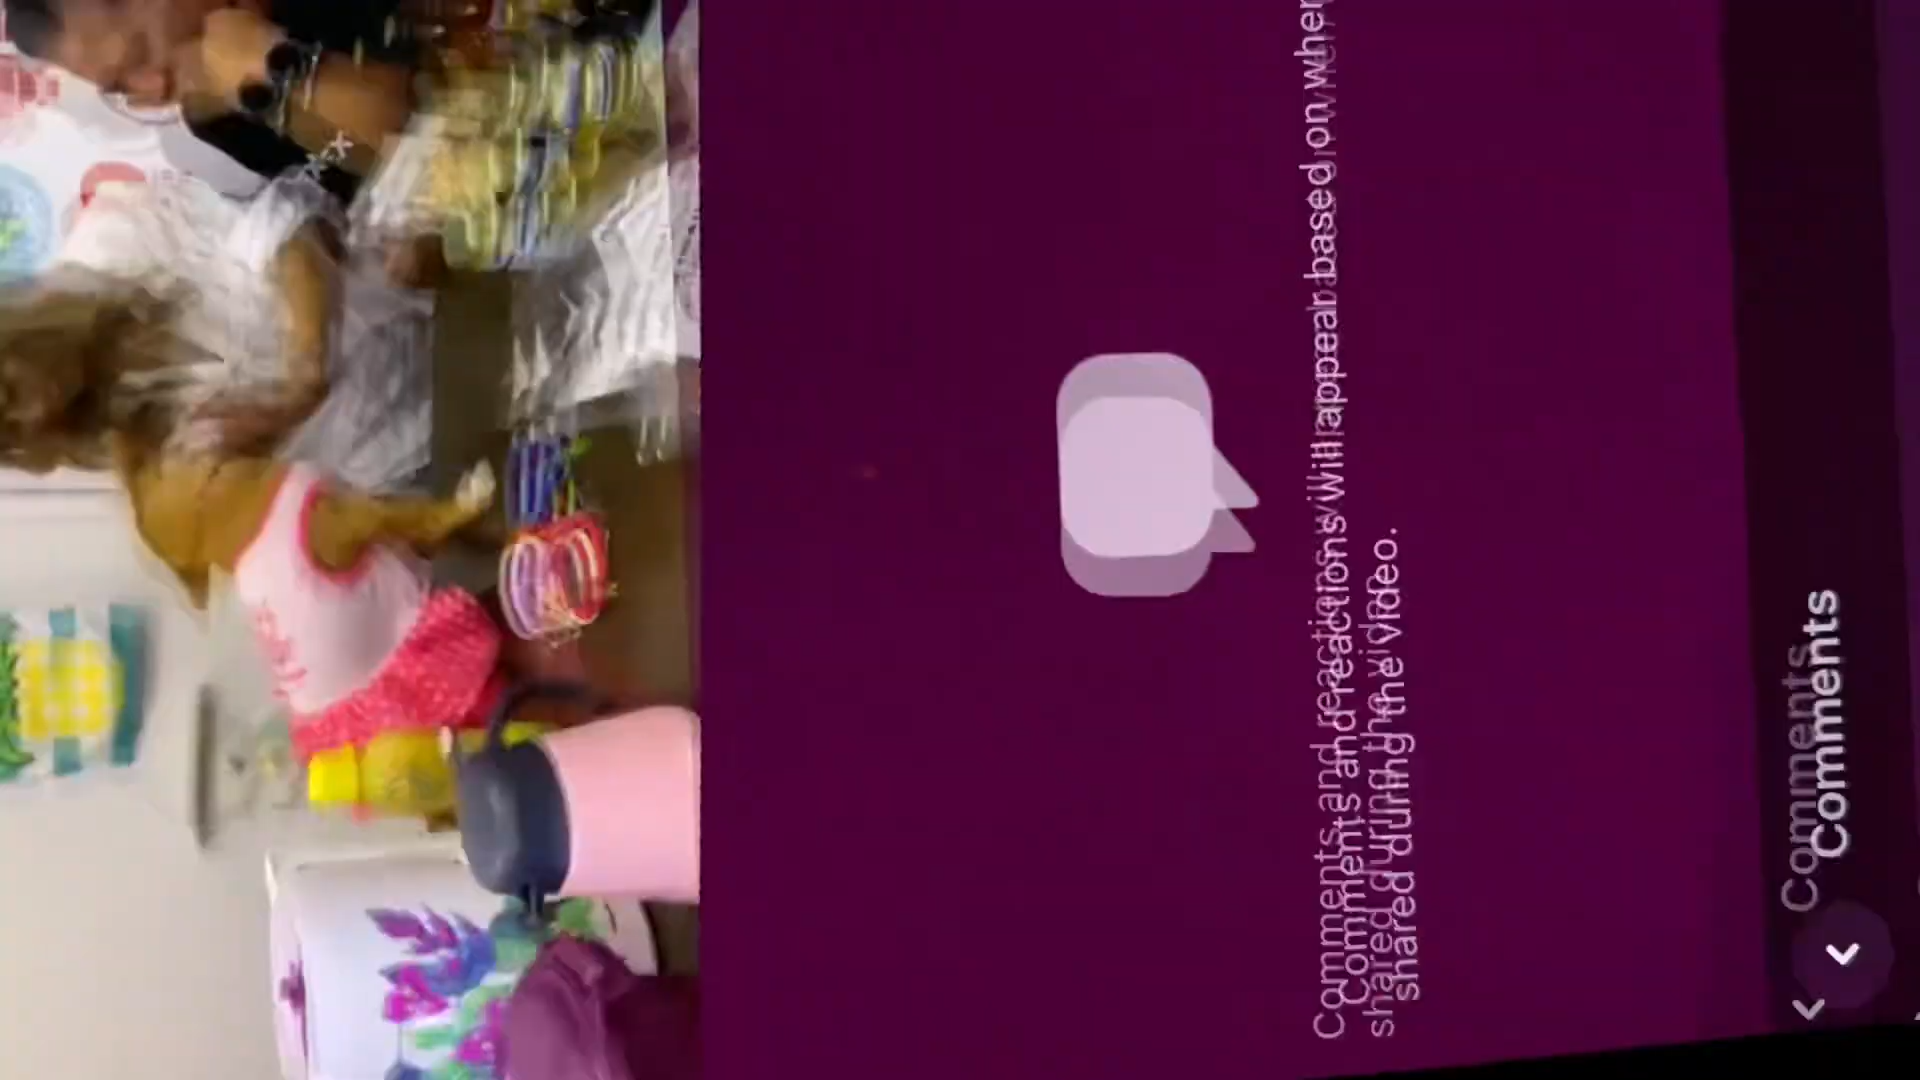 Comments and reactions will appear based on when
shared during the video.
Comments